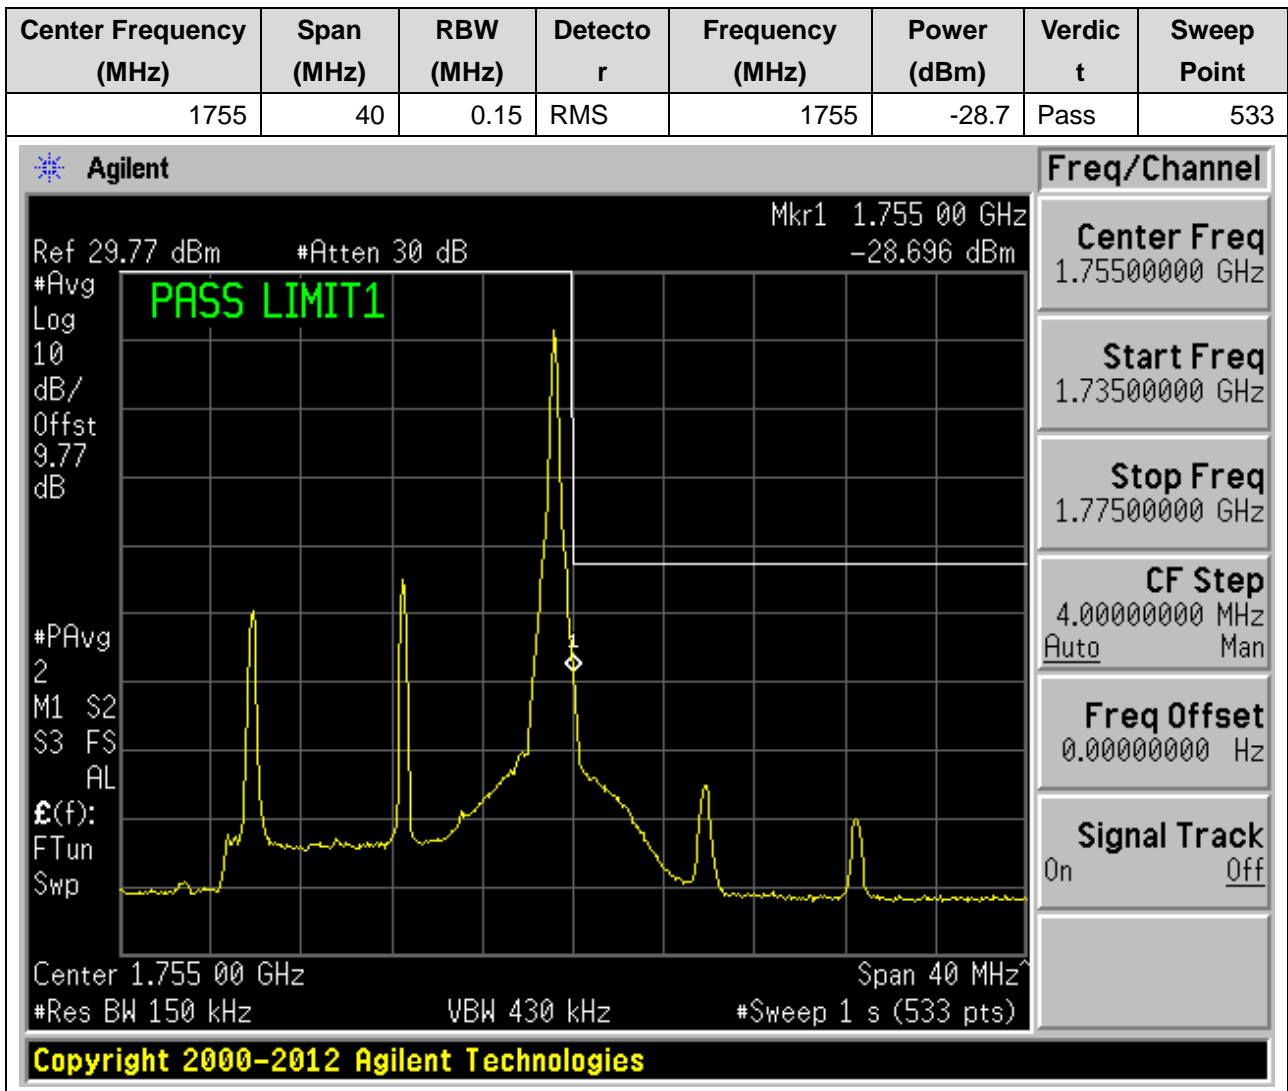 Center Frequency Span RBW Detecto Frequency Power Verdic Sweep
(MHz) (MHz) (MHz) r (MHz) (dBm) t Point
1755 40 0.15 RMS 1755 -28.7 Pass 533
Agilent
Freq/Channel
Mkr1 1.755 00 GHz
Ref 29.77 dBm #Atten 30 dB -28.696 dBm
#Avg
Log
10
dB/
Offst
9.77
dB
PASS LIMIT1
1
#PAvg
2
M1 S2
S3 FS
AL
£(f):
FTun
Swp
Center 1.755 00 GHz Span 40 MHz^
#Res BW 150 kHz VBW 430 kHz #Sweep 1 s (533 pts)
Center Freq
1.75500000 GHz
Start Freq
1.73500000 GHz
Stop Freq
1.77500000 GHz
CF Step
4.00000000 MHz
Auto Man
Freq Offset
0.00000000 Hz
Signal Track
On Off
Copyright 2000-2012 Agilent Technologies